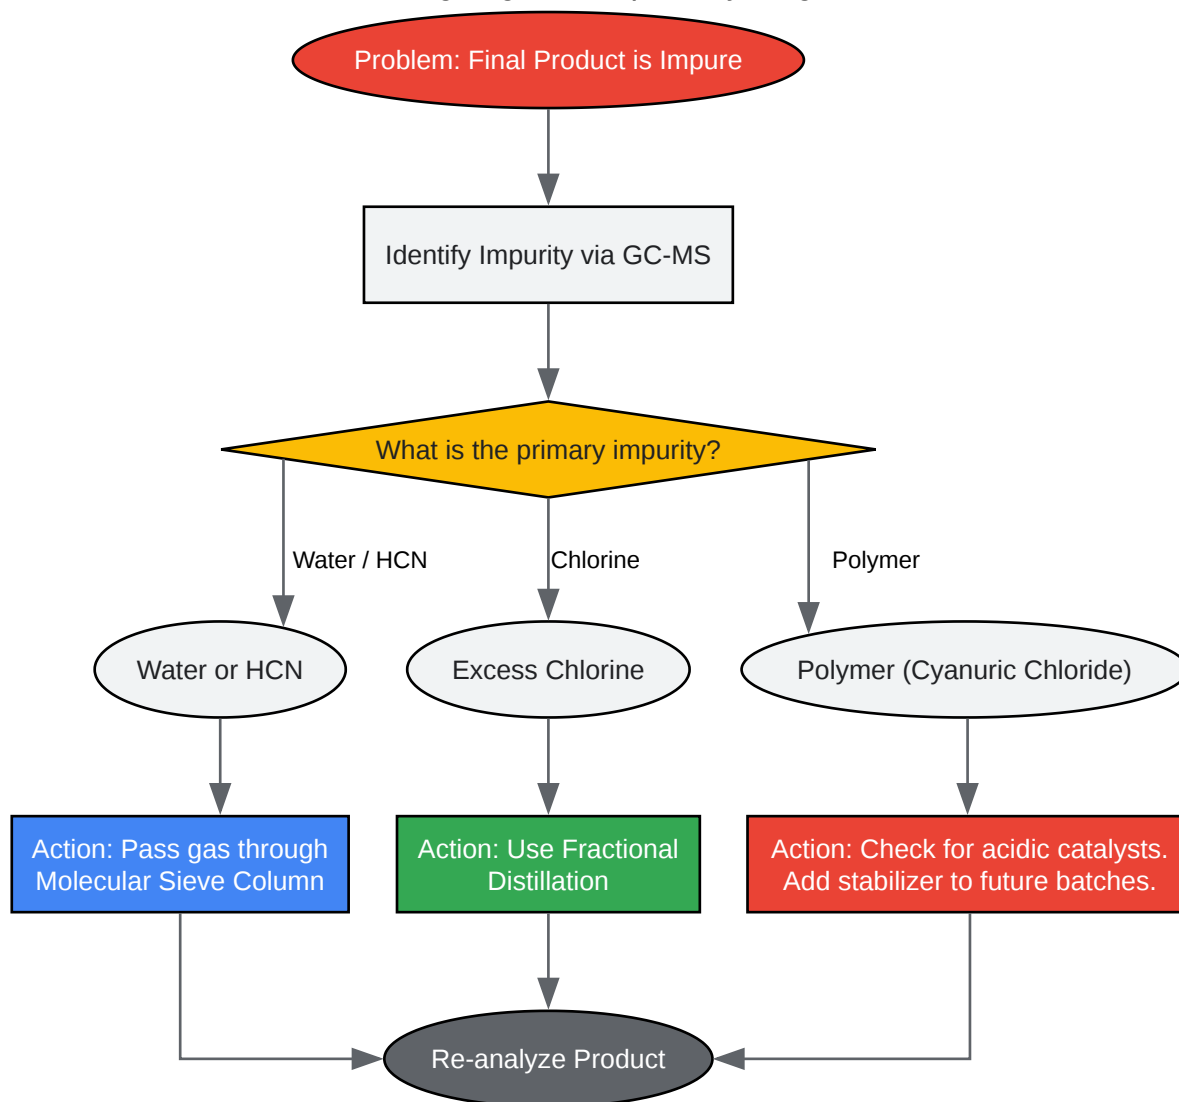 Problem: Final Product is Impure
Identify Impurity via GC-MS
What is the primary impurity?
Water / HCN
Chlorine
Polymer
Water or HCN
Excess Chlorine
Polymer (Cyanuric Chloride)
Action: Pass gas through
Molecular Sieve Column
Action: Use Fractional
Distillation
Action: Check for acidic catalysts.
Add stabilizer to future batches.
Re-analyze Product